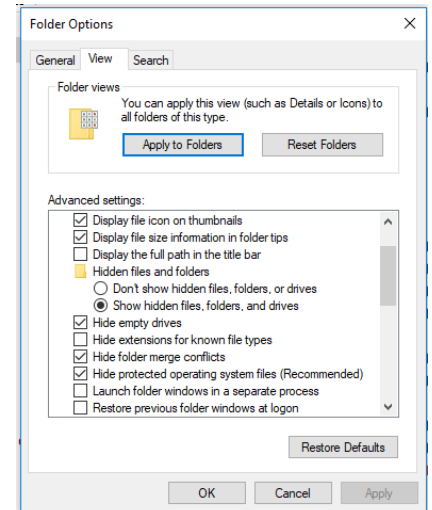 Folder Options
General View Search
Folder views
You can apply this view (such as Details or Icons) to
all folders of this type.
Apply to Folders Reset Folders
Advanced settings:
Display file icon on thumbnails
Display file size information in folder tips
Display the full path in the title bar
Hidden files and folders
Don't show hidden files, folders, or drives
Show hidden files, folders, and drives
Hide empty drives
Hide extensions for known file types
Hide folder merge conflicts
Hide protected operating system files (Recommended)
Launch folder windows in a separate process
Restore previous folder windows at logon
Restore Defaults
OK Cancel Apply